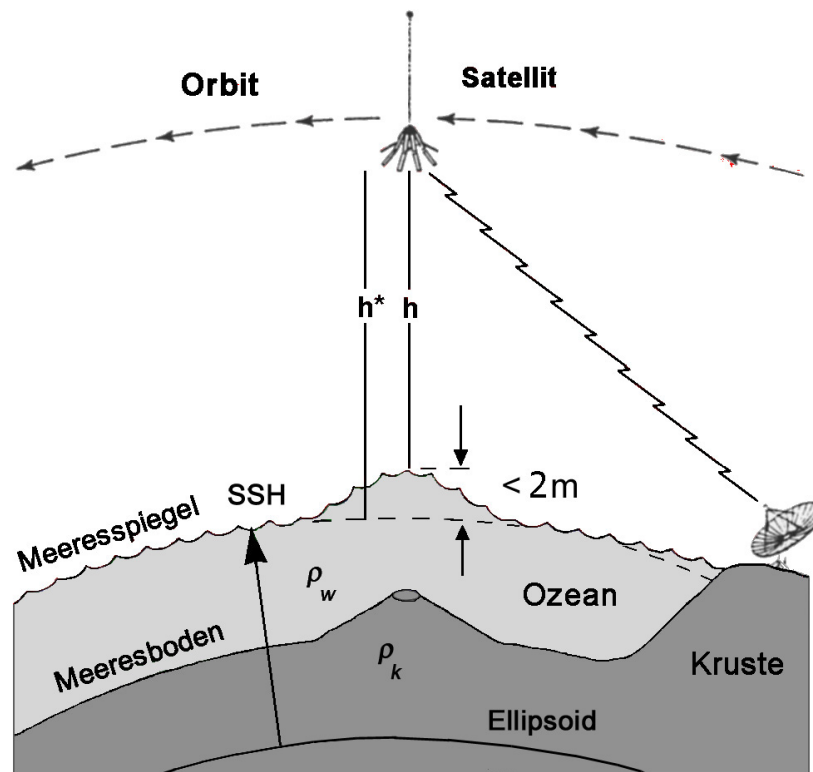 Orbit
Satellit
h* h
< 2m
SSH
Meeresspiegel
ρw
Ozean
Meeresboden
ρk
Kruste
Ellipsoid